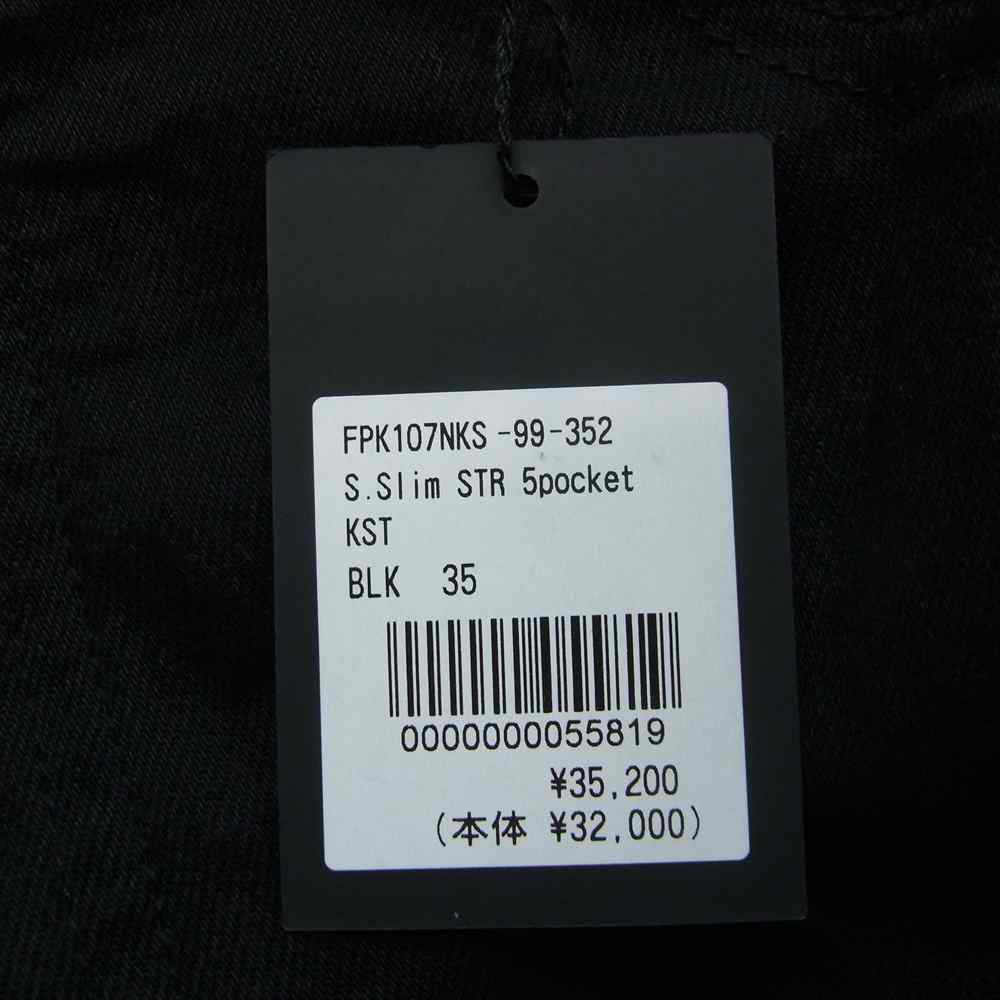 FPK107NKS-99-352
S.Slim STR 5pocket
KST
BLK 35
0000000055819
¥35,200
(本体 ¥32,000)